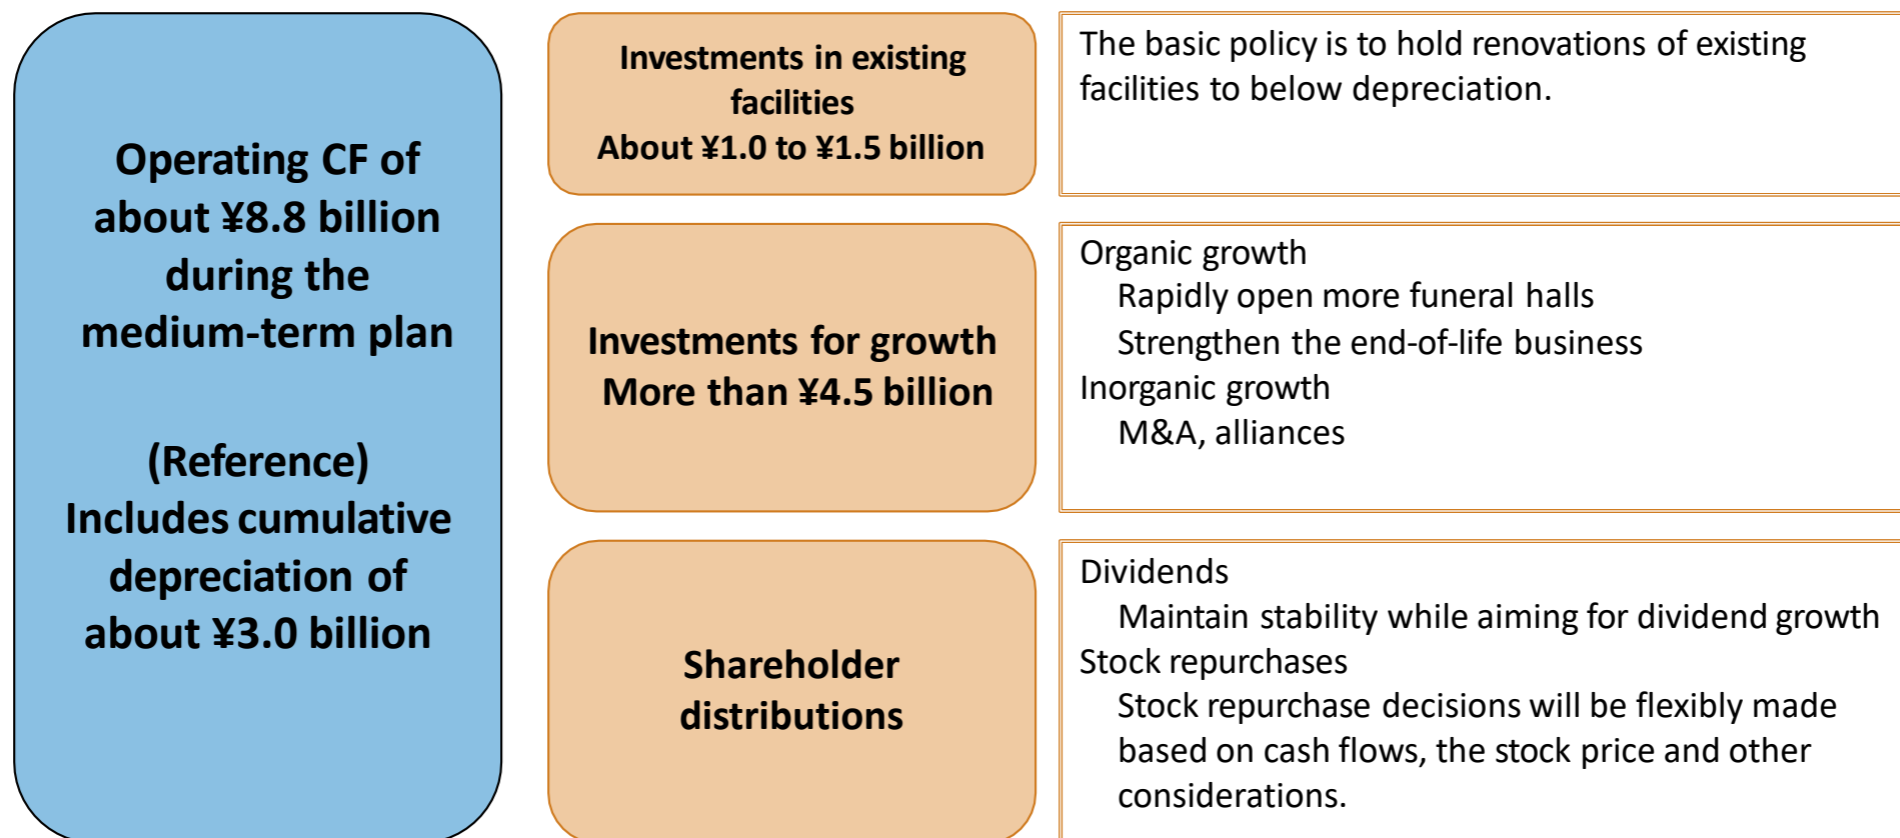 Operating CF of
about ¥8.8 billion
during the
medium-term plan
(Reference)
Includes cumulative
depreciation of
about ¥3.0 billion
Investments in existing
facilities
About ¥1.0 to ¥1.5 billion
The basic policy is to hold renovations of existing
facilities to below depreciation.
Investments for growth
More than ¥4.5 billion
Organic growth
Rapidly open more funeral halls
Strengthen the end-of-life business
Inorganic growth
M&A, alliances
Shareholder
distributions
Dividends
Maintain stability while aiming for dividend growth
Stock repurchases
Stock repurchase decisions will be flexibly made
based on cash flows, the stock price and other
considerations.